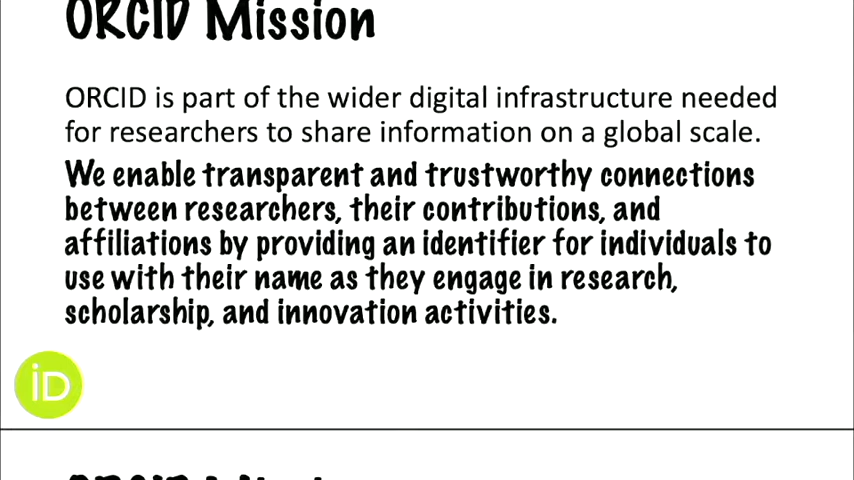 ORCID Mission
ORCID is part of the wider digital infrastructure needed
for researchers to share information on a global scale.
We enable transparent and trustworthy connections
between researchers, their contributions, and
affiliations by providing an identifier for individuals to
use with their name as they engage in research,
scholarship, and innovation activities.
iD